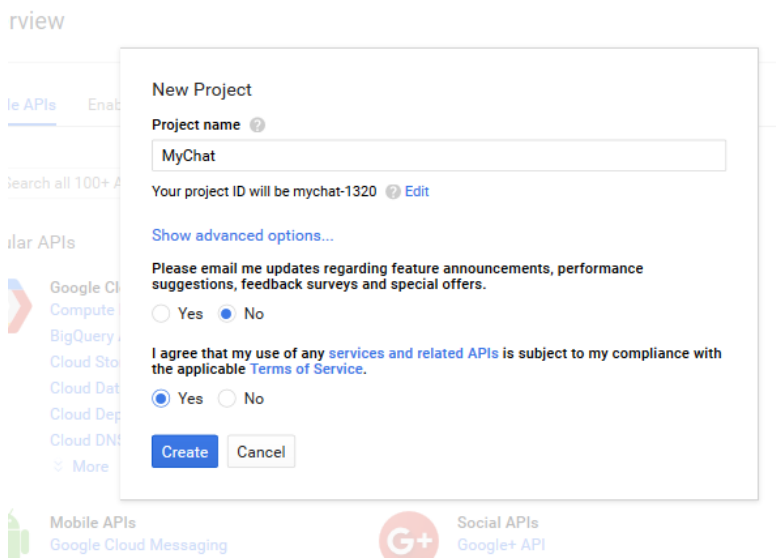 rview
New Project
Project name ?
le APIs Enab
MyChat
Search all 100+ A
Your project ID will be mychat-1320 ? Edit
Show advanced options...
ular APIs
Please email me updates regarding feature announcements, performance
suggestions, feedback surveys and special offers.
Google Cl
Compute
Yes No
BigQuery
I agree that my use of any services and related APIs is subject to my compliance with
the applicable Terms of Service.
Cloud Sto
Cloud Dat
Yes No
Cloud Dep
Cloud DNS
Create Cancel
More
Mobile APIs Social APIs
Google Cloud Messaging G+ Google+ API